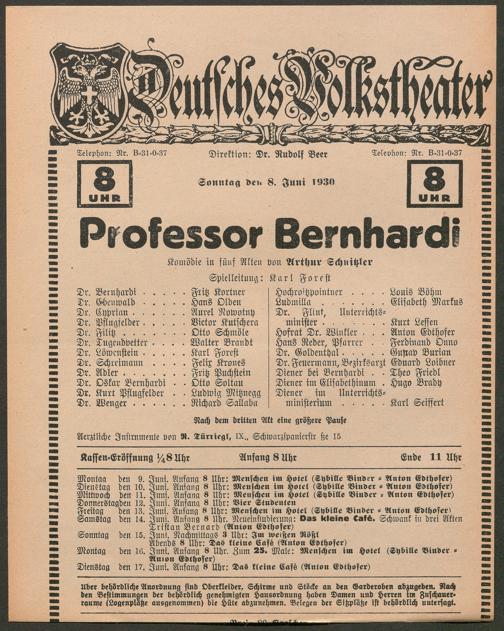 Deutsches Volkstheater
Telephon: Nr. B-31-0-37 Direktion: Dr. Rudolf Beer Telephon: Nr. B-31-0-37
8 UHR Sonntag den 8. Juni 1930 8 UHR
Professor Bernhardi
Komödie in fünf Akten von Arthur Schnitzler
Spielleitung: Karl Forest
Dr. Bernhardi . . . . . Fritz Kortner
Dr. Ebenwald . . . . . Hans Olden
Dr. Cyprian . . . . . Aurel Nowotny
Dr. Pflugfelder . . . . Viktor Kutschera
Dr. Filitz . . . . . Otto Schmöle
Dr. Tugendvetter . . . . Walter Brandt
Dr. Löwenstein . . . . Karl Forest
Dr. Schreimann . . . . Felix Krones
Dr. Adler . . . . . Fritz Puchstein
Dr. Oskar Bernhardi . . . Otto Soltau
Dr. Kurt Pflugfelder . . . Ludwig Mitnegg
Dr. Wenger . . . . . Richard Sallaba
Hochroitzpointner . . . . Louis Böhm
Ludmilla . . . . . Elisabeth Markus
Dr. Flint, Unterrichts-
minister . . . . . Kurt Lessen
Hofrat Dr. Winkler . . . Anton Edthofer
Hans Reder, Pfarrer . . . Ferdinand Onno
Dr. Goldenthal . . . . Gustav Burian
Dr. Feuermann, Bezirksarzt Eduard Loibner
Diener bei Bernhardi . . Theo Friedl
Diener im Elisabethinum . Hugo Brady
Diener im Unterrichts-
ministerium . . . . Karl Seiffert
Nach dem dritten Akt eine größere Pause
Aerztliche Instrumente von R. Türriegl, IX., Schwarzspanierstr ße 15
Kassen-Eröffnung ¼8 Uhr Anfang 8 Uhr Ende 11 Uhr
Montag den 9. Juni, Anfang 8 Uhr: Menschen im Hotel (Sybille Binder - Anton Edthofer)
Dienstag den 10. Juni, Anfang 8 Uhr: Menschen im Hotel (Sybille Binder - Anton Edthofer)
Mittwoch den 11. Juni, Anfang 8 Uhr: Menschen im Hotel (Sybille Binder - Anton Edthofer)
Donnerstag den 12. Juni, Anfang 8 Uhr: Vier Studenten
Freitag den 13. Juni, Anfang 8 Uhr: Menschen im Hotel (Sybille Binder - Anton Edthofer)
Samstag den 14. Juni, Anfang 8 Uhr: Neueinstudierung: Das kleine Café. Schwank in drei Akten
Tristan Bernard (Anton Edthofer)
Sonntag den 15. Juni, Nachmittags 3 Uhr: Im weißen Rößl
Abends 8 Uhr: Das kleine Café (Anton Edthofer)
Montag den 16. Juni, Anfang 8 Uhr: Zum 25. Male: Menschen im Hotel (Sybille Binder -
Anton Edthofer)
Dienstag den 17. Juni, Anfang 8 Uhr: Das kleine Café (Anton Edthofer)
Über behördliche Anordnung sind Oberkleider, Schirme und Stöcke an den Garderoben abzugeben. Nach
den Bestimmungen der behördlich genehmigten Hausordnung haben Damen und Herren im Zuschauer-
raume (Logenplätze ausgenommen) die Hüte abzunehmen. Belegen der Sitzplätze ist behördlich untersagt.